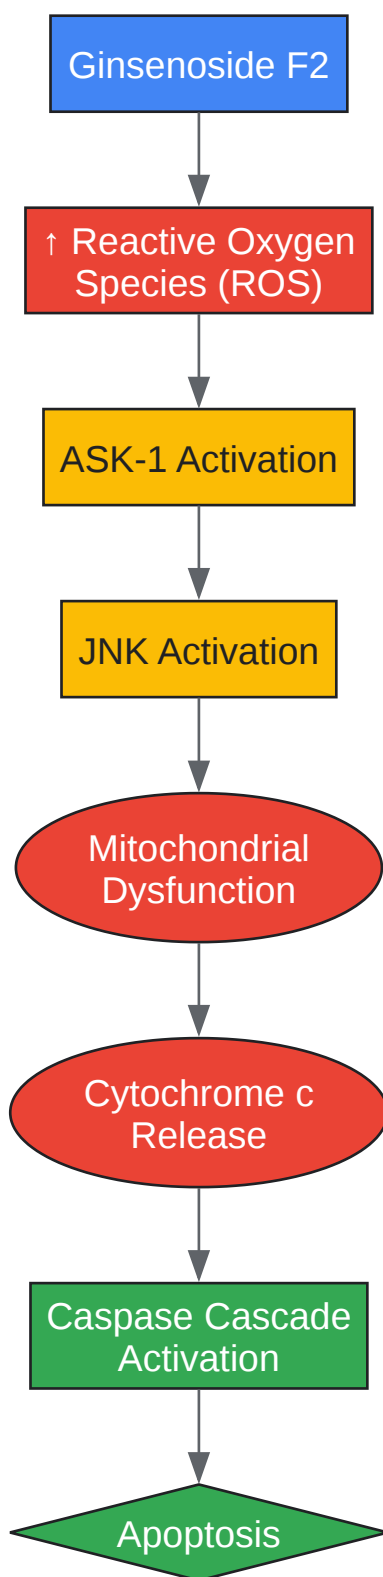 Ginsenoside F2
↑ Reactive Oxygen
Species (ROS)
ASK-1 Activation
JNK Activation
Mitochondrial
Dysfunction
Cytochrome c
Release
Caspase Cascade
Activation
Apoptosis